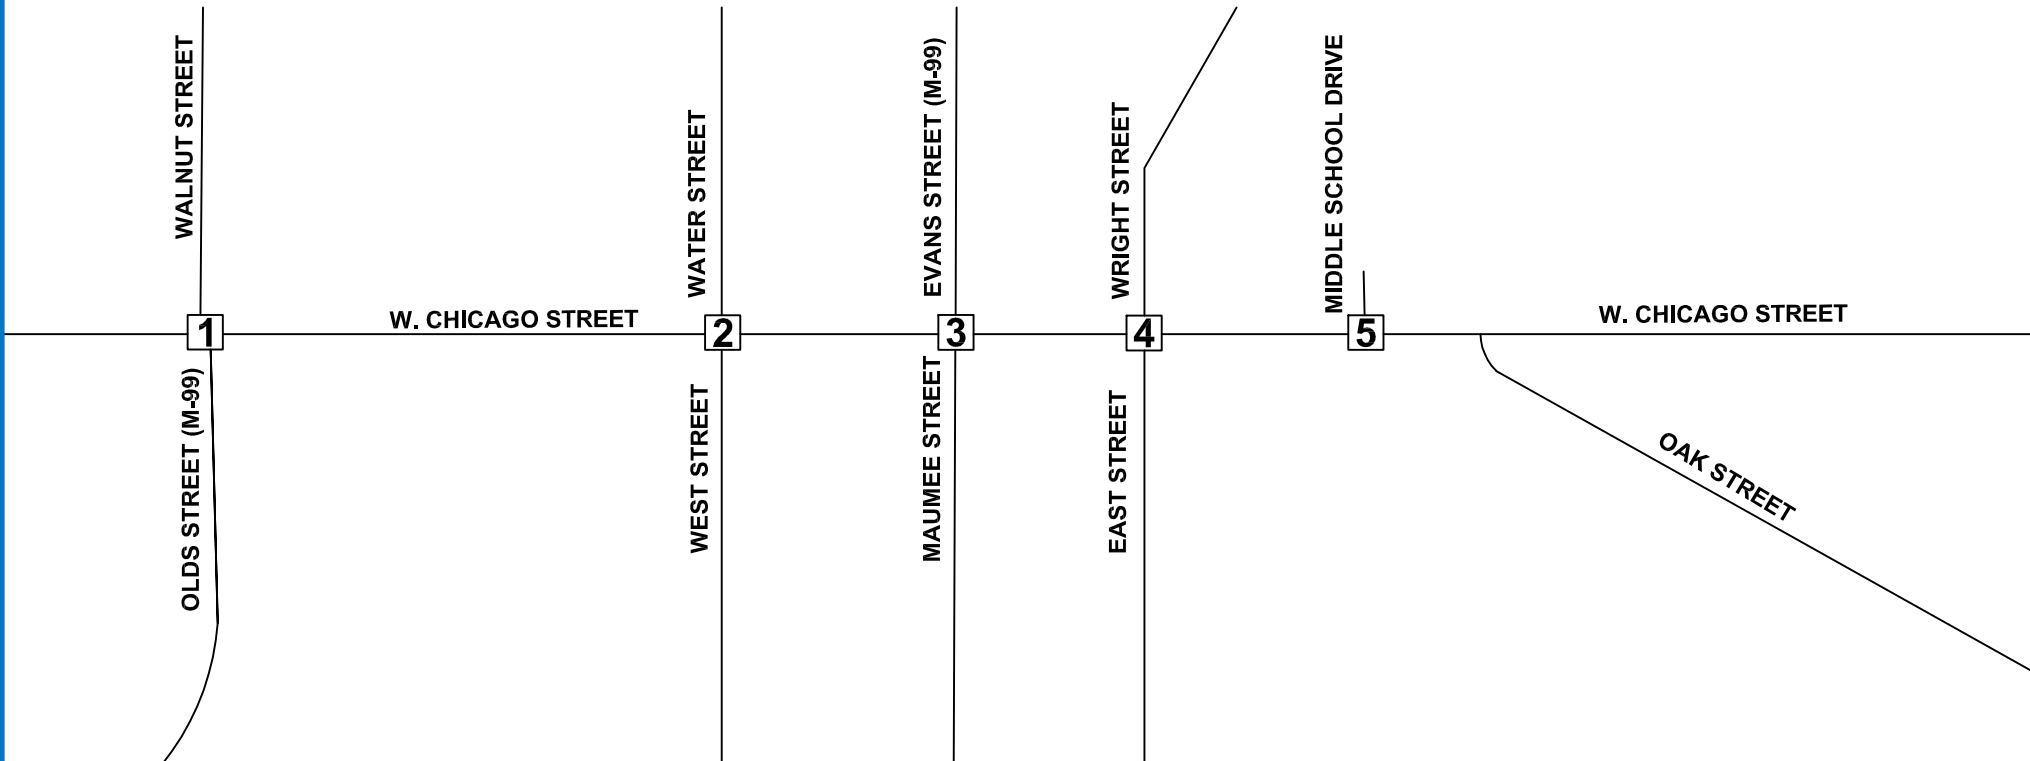 WALNUT STREET
WATER STREET
EVANS STREET (M-99)
WRIGHT STREET
MIDDLE SCHOOL DRIVE
W. CHICAGO STREET
W. CHICAGO STREET
1
2
3
4
5
OLDS STREET (M-99)
WEST STREET
MAUMEE STREET
EAST STREET
OAK STREET